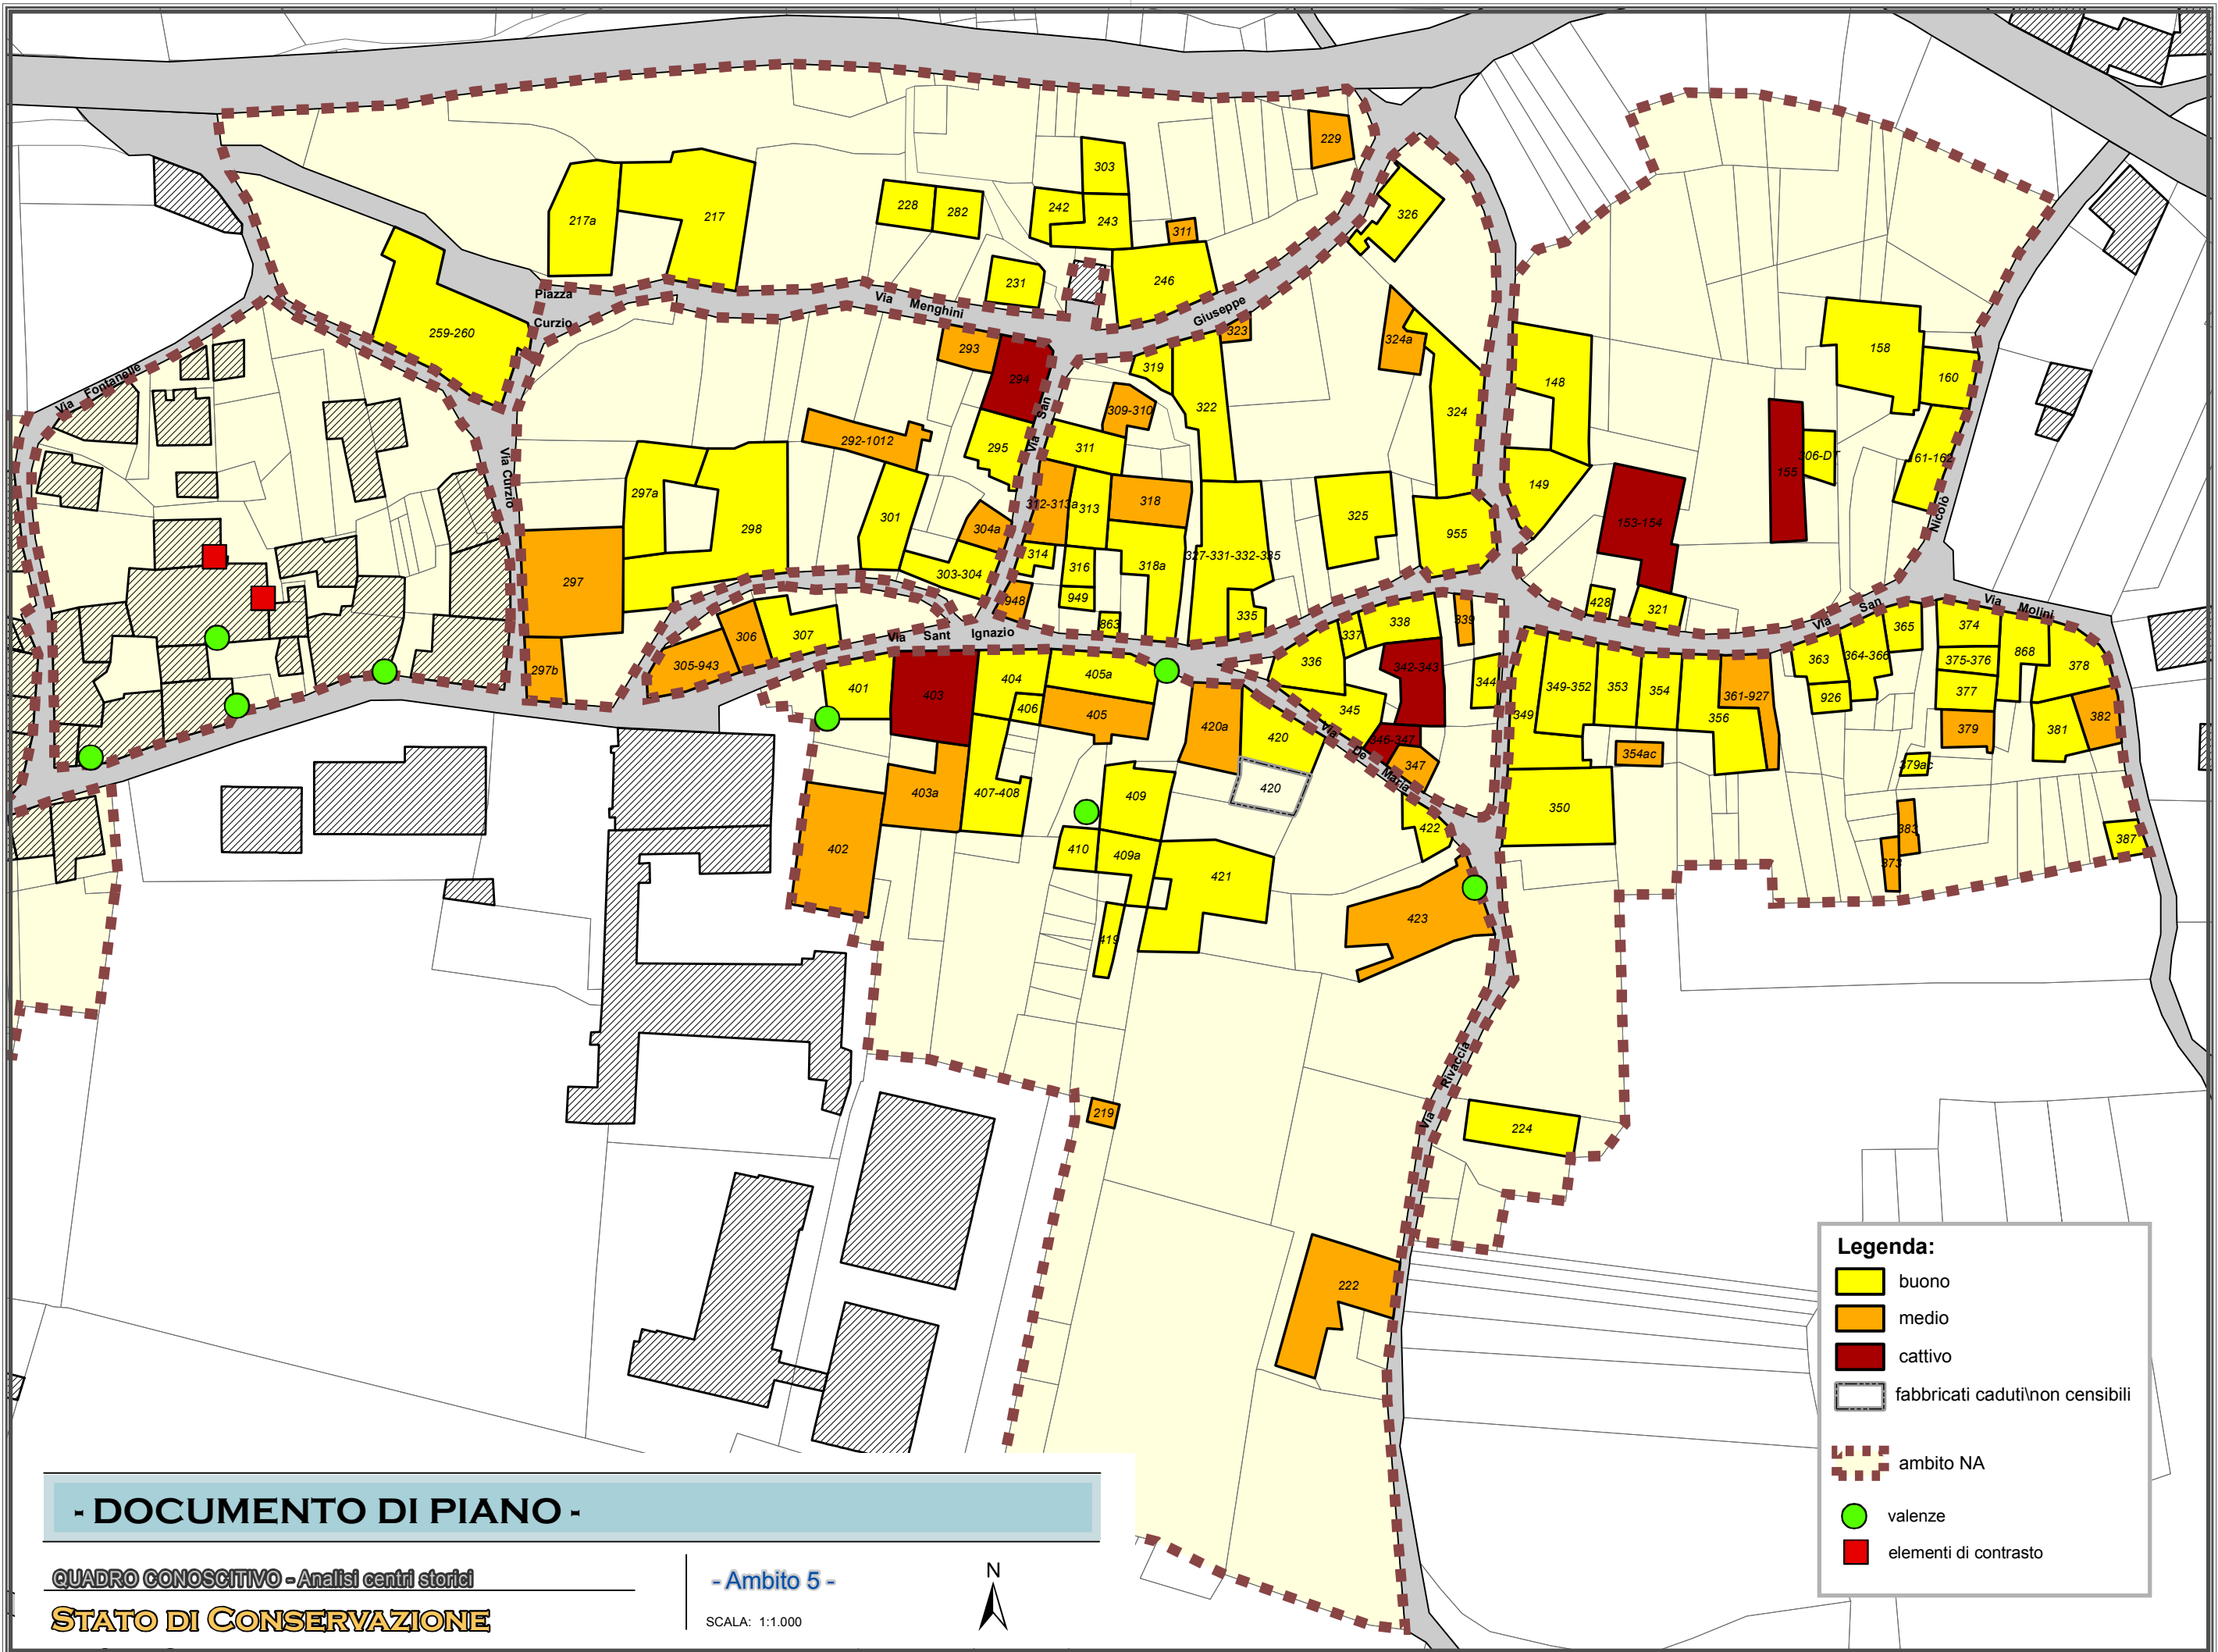 229
303
217a
217
228
282
242
243
311
326
246
231
Piazza
Curzio
Via Menghini
Giuseppe
323
259-260
293
294
319
324a
148
158
160
Via Fontanelle
San
Via
309-310
322
324
292-1012
295
311
155
306-DT
161-162
Via Curzio
297a
298
301
304a
312-313a
313
318
325
149
153-154
955
Nicolò
297
303-304
314
316
318a
327-331-332-335
948
949
863
335
428
321
San
Via
Via Molini
306
307
Via Sant Ignazio
337
338
339
365
374
305-943
297b
336
342-343
344
363
364-366
375-376
868
378
401
403
404
405a
406
405
420a
420
345
349
349-352
353
354
356
361-927
926
377
379
381
382
346-347
347
Via De Maria
354ac
379ac
402
403a
407-408
409
420
350
422
383
373
387
410
409a
421
423
419
219
Via Rivaccia
224
222
Legenda:
buono
medio
cattivo
fabbricati caduti\non censibili
ambito NA
valenze
elementi di contrasto
- DOCUMENTO DI PIANO -
QUADRO CONOSCITIVO - Analisi centri storici
STATO DI CONSERVAZIONE
- Ambito 5 -
SCALA: 1:1.000
N